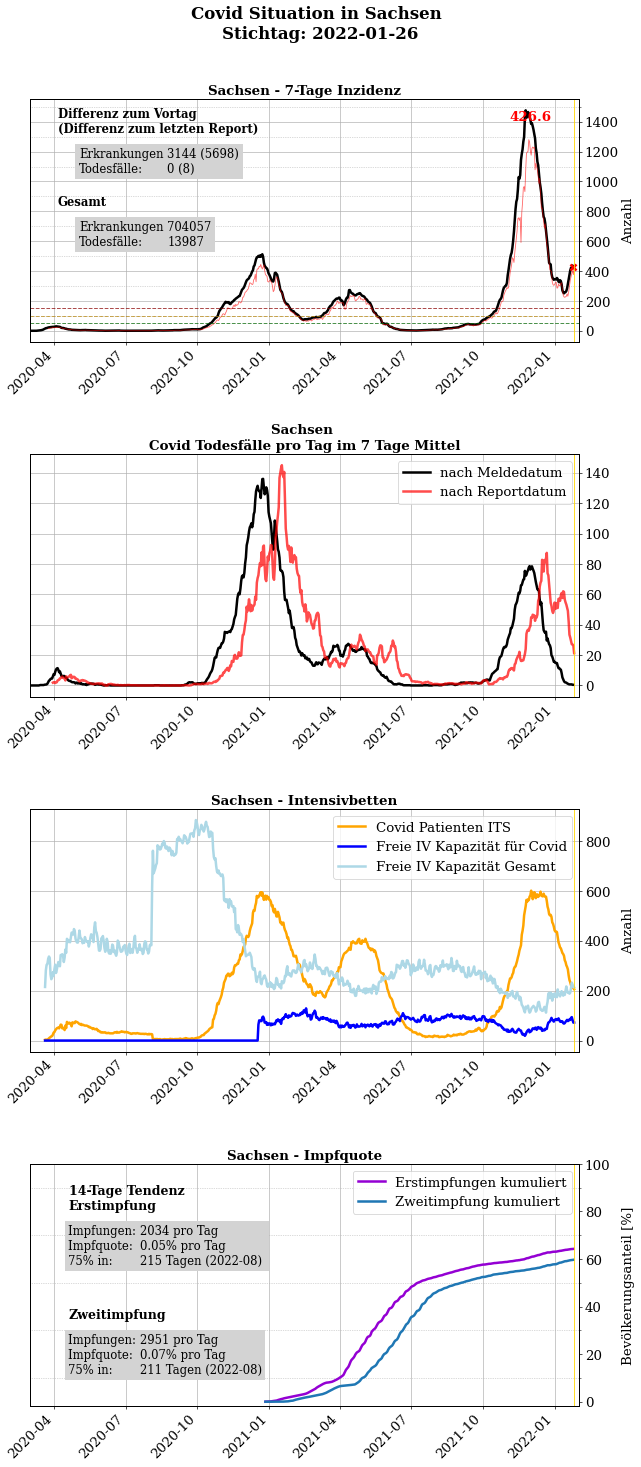 Covid Situation in Sachsen
Stichtag: 2022-01-26
Sachsen - 7-Tage Inzidenz
Differenz zum Vortag
(Differenz zum letzten Report)
Erkrankungen 3144 (5698)
Todesfälle: 0 (8)
Gesamt
Erkrankungen 704057
Todesfälle: 13987
426.6
1400
1200
1000
800
600
400
200
0
Anzahl
2020-04
2020-07
2020-10
2021-01
2021-04
2021-07
2021-10
2022-01
Sachsen
Covid Todesfälle pro Tag im 7 Tage Mittel
nach Meldedatum
nach Reportdatum
140
120
100
80
60
40
20
0
2020-04
2020-07
2020-10
2021-01
2021-04
2021-07
2021-10
2022-01
Sachsen - Intensivbetten
Covid Patienten ITS
Freie IV Kapazität für Covid
Freie IV Kapazität Gesamt
800
600
400
200
0
Anzahl
2020-04
2020-07
2020-10
2021-01
2021-04
2021-07
2021-10
2022-01
Sachsen - Impfquote
14-Tage Tendenz
Erstimpfung
Impfungen: 2034 pro Tag
Impfquote: 0.05% pro Tag
75% in: 215 Tagen (2022-08)
Zweitimpfung
Impfungen: 2951 pro Tag
Impfquote: 0.07% pro Tag
75% in: 211 Tagen (2022-08)
Erstimpfungen kumuliert
Zweitimpfung kumuliert
100
80
60
40
20
0
Bevölkerungsanteil [%]
2020-04
2020-07
2020-10
2021-01
2021-04
2021-07
2021-10
2022-01